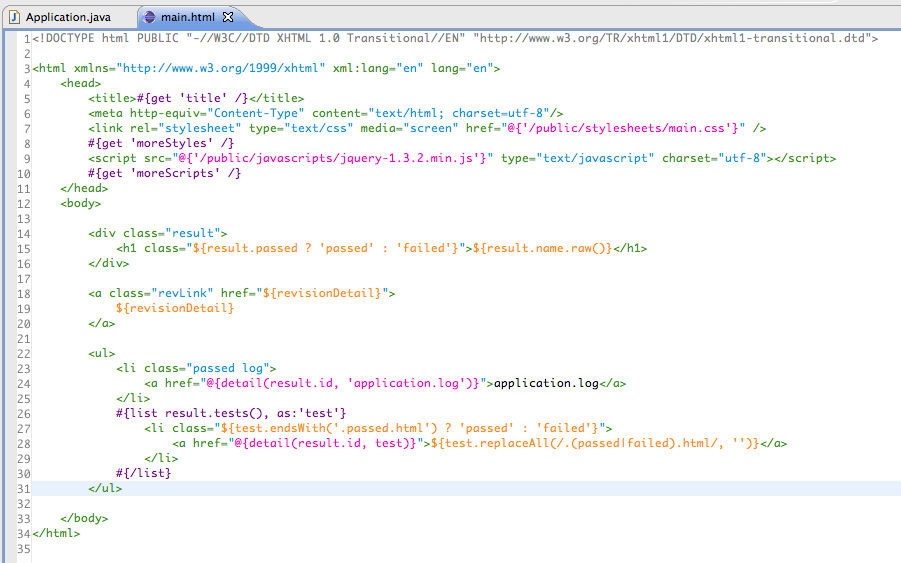 Application.java main.html
1 <!DOCTYPE html PUBLIC "-//W3C//DTD XHTML 1.0 Transitional//EN" "http://www.w3.org/TR/xhtml1/DTD/xhtml1-transitional.dtd">
2
3 <html xmlns="http://www.w3.org/1999/xhtml" xml:lang="en" lang="en">
4     <head>
5         <title>#{get 'title' /}</title>
6         <meta http-equiv="Content-Type" content="text/html; charset=utf-8"/>
7         <link rel="stylesheet" type="text/css" media="screen" href="@{'/public/stylesheets/main.css'}" />
8         #{get 'moreStyles' /}
9         <script src="@{'/public/javascripts/jquery-1.3.2.min.js'}" type="text/javascript" charset="utf-8"></script>
10         #{get 'moreScripts' /}
11     </head>
12     <body>
13
14         <div class="result">
15             <h1 class="${result.passed ? 'passed' : 'failed'}">${result.name.raw()}</h1>
16         </div>
17
18         <a class="revLink" href="${revisionDetail}">
19             ${revisionDetail}
20         </a>
21
22         <ul>
23             <li class="passed log">
24                 <a href="@{detail(result.id, 'application.log')}">application.log</a>
25             </li>
26             #{list result.tests(), as:'test'}
27                 <li class="${test.endsWith('.passed.html') ? 'passed' : 'failed'}">
28                     <a href="@{detail(result.id, test)}">${test.replaceAll(/.(passed|failed).html/, '')}</a>
29                 </li>
30             #{/list}
31         </ul>
32
33     </body>
34 </html>
35